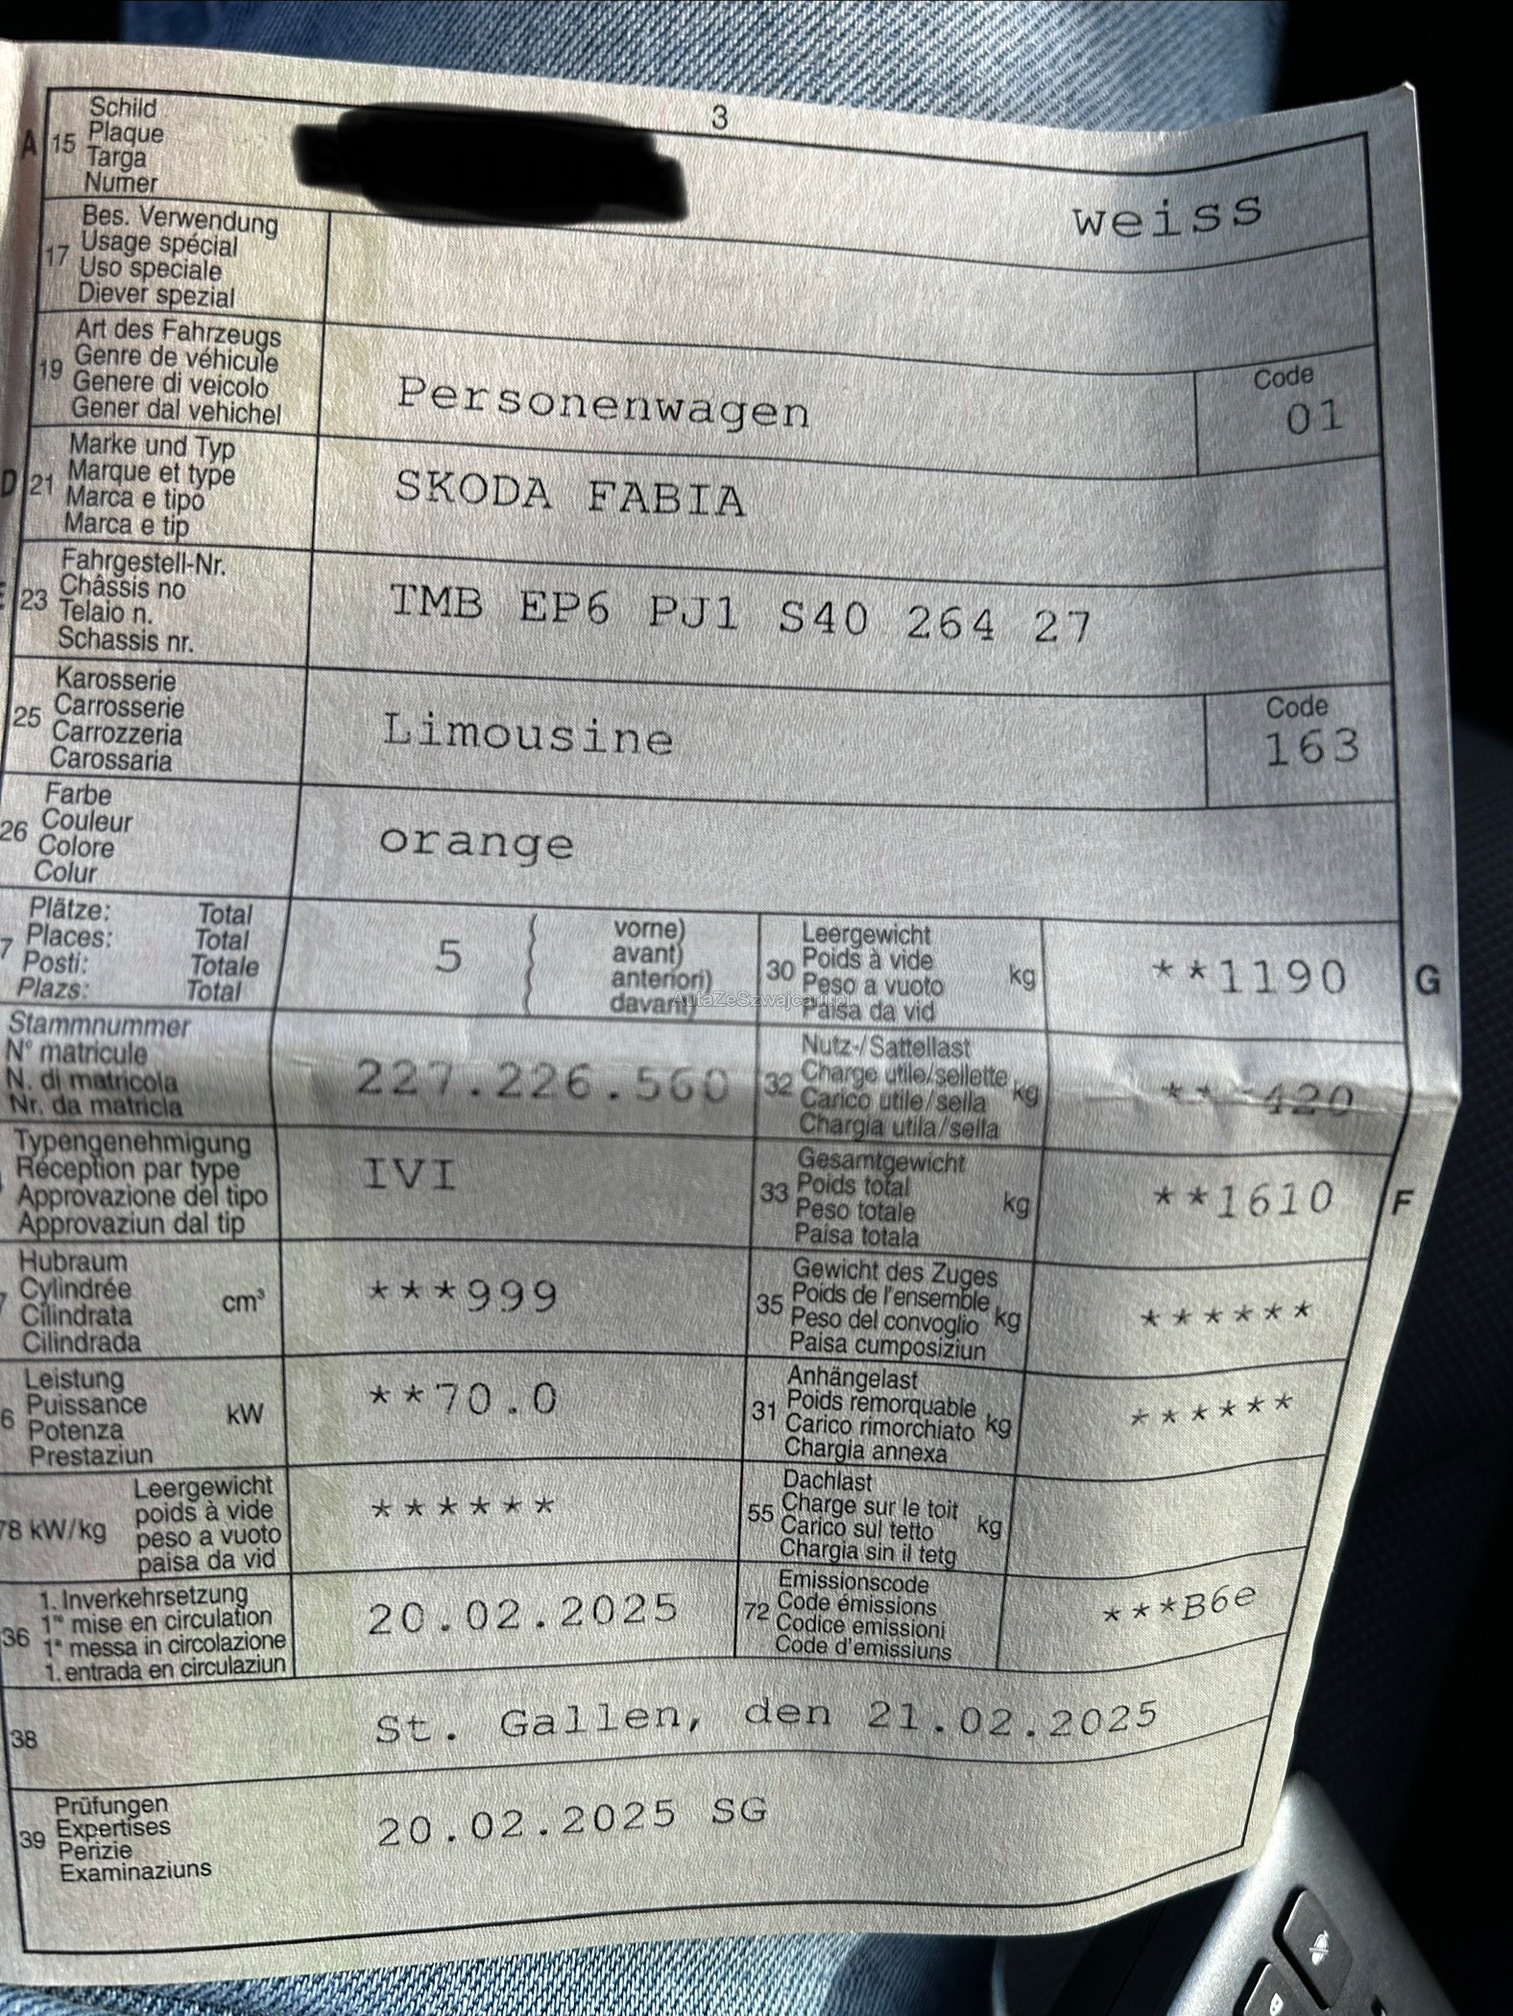 3
A 15 Schild
Plaque
Targa
Numer
weiss
17 Bes. Verwendung
Usage spécial
Uso speciale
Diever spezial
19 Art des Fahrzeugs
Genre de véhicule
Genere di veicolo
Gener dal vehichel
Personenwagen
Code
01
D 21 Marke und Typ
Marque et type
Marca e tipo
Marca e tip
SKODA FABIA
23 Fahrgestell-Nr.
Châssis no
Telaio n.
Schassis nr.
TMB EP6 PJ1 S40 264 27
25 Karosserie
Carrosserie
Carrozzeria
Carossaria
Limousine
Code
163
26 Farbe
Couleur
Colore
Colur
orange
7 Plätze: Total
Places: Total
Posti: Totale
Plazs: Total
5
vorne)
avant)
anteriori)
davant)
30 Leergewicht
Poids à vide
Peso a vuoto
Paisa da vid
kg
**1190
G
AutaZeSzwajcarii.pl
Stammnummer
N° matricule
N. di matricola
Nr. da matricla
227.226.560
32 Nutz-/Sattellast
Charge utile/sellette
Carico utile/sella
Chargia utila/sella
kg
***420
Typengenehmigung
Réception par type
Approvazione del tipo
Approvaziun dal tip
IVI
33 Gesamtgewicht
Poids total
Peso totale
Paisa totala
kg
**1610
F
7 Hubraum
Cylindrée
Cilindrata
Cilindrada
cm³
***999
35 Gewicht des Zuges
Poids de l'ensemble
Peso del convoglio
Paisa cumposiziun
kg
******
6 Leistung
Puissance
Potenza
Prestaziun
kW
**70.0
31 Anhängelast
Poids remorquable
Carico rimorchiato
Chargia annexa
kg
******
78 kW/kg
Leergewicht
poids à vide
peso a vuoto
paisa da vid
******
55 Dachlast
Charge sur le toit
Carico sul tetto
Chargia sin il tetg
kg
36 1. Inverkehrsetzung
1re mise en circulation
1a messa in circolazione
1. entrada en circulaziun
20.02.2025
72 Emissionscode
Code émissions
Codice emissioni
Code d'emissiuns
***B6e
38
St. Gallen, den 21.02.2025
39 Prüfungen
Expertises
Perizie
Examinaziuns
20.02.2025 SG